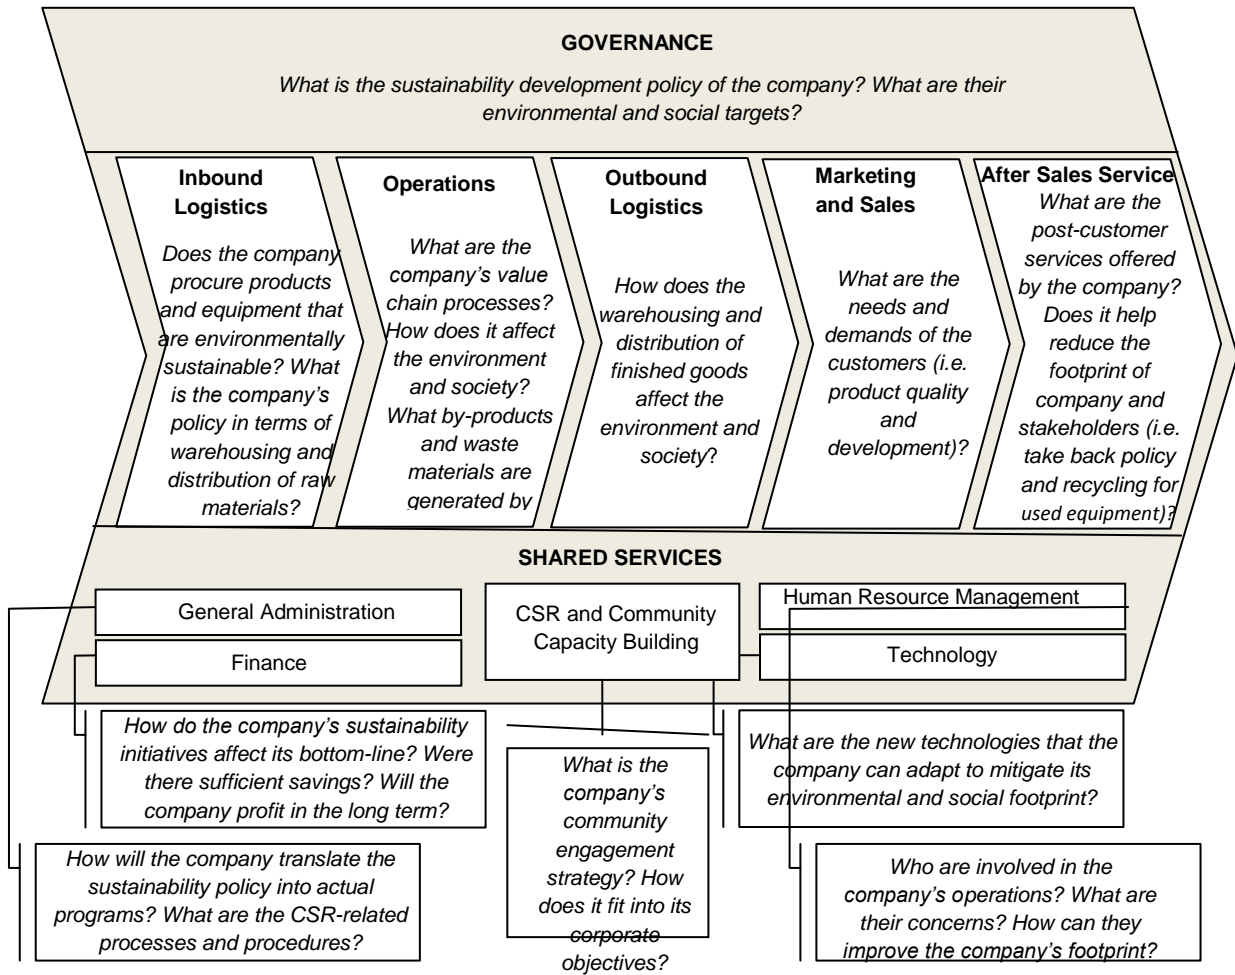 GOVERNANCE
What is the sustainability development policy of the company? What are their
environmental and social targets?
Inbound
Logistics
Does the company
procure products
and equipment that
are environmentally
sustainable? What
is the company's
policy in terms of
warehousing and
distribution of raw
materials?
Operations
What are the
company's value
chain processes?
How does it affect
the environment
and society?
What by-products
and waste
materials are
generated by
Outbound
Logistics
How does the
warehousing and
distribution of
finished goods
affect the
environment and
society?
Marketing
and Sales
What are the
needs and
demands of the
customers (i.e.
product quality
and
development)?
After Sales Service
What are the
post-customer
services offered
by the company?
Does it help
reduce the
footprint of
company and
stakeholders (i.e.
take back policy
and recycling for
used equipment)?
SHARED SERVICES
General Administration
Finance
CSR and Community
Capacity Building
Human Resource Management
Technology
How do the company's sustainability
initiatives affect its bottom-line? Were
there sufficient savings? Will the
company profit in the long term?
What is the
company's
community
engagement
strategy? How
does it fit into its
corporate
objectives?
What are the new technologies that the
company can adapt to mitigate its
environmental and social footprint?
How will the company translate the
sustainability policy into actual
programs? What are the CSR-related
processes and procedures?
Who are involved in the
company's operations? What are
their concerns? How can they
improve the company's footprint?